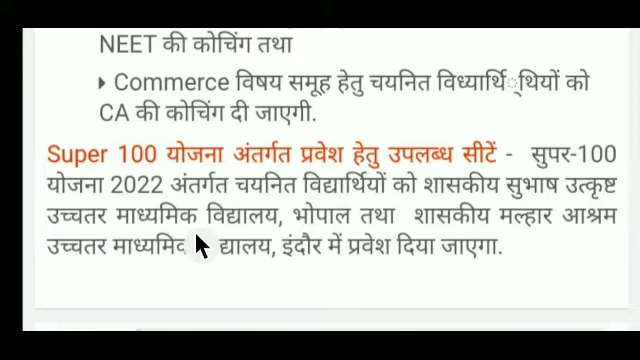 NEET की कोचिंग तथा
Commerce विषय समूह हेतु चयनित विध्यार्थि्थियों को
CA की कोचिंग दी जाएगी.
Super 100 योजना अंतर्गत प्रवेश हेतु उपलब्ध सीटें - सुपर-100
योजना 2022 अंतर्गत चयनित विद्यार्थियों को शासकीय सुभाष उत्कृष्ट
उच्चतर माध्यमिक विद्यालय, भोपाल तथा शासकीय मल्हार आश्रम
उच्चतर इंदौर में प्रवेश दिया जाएगा.